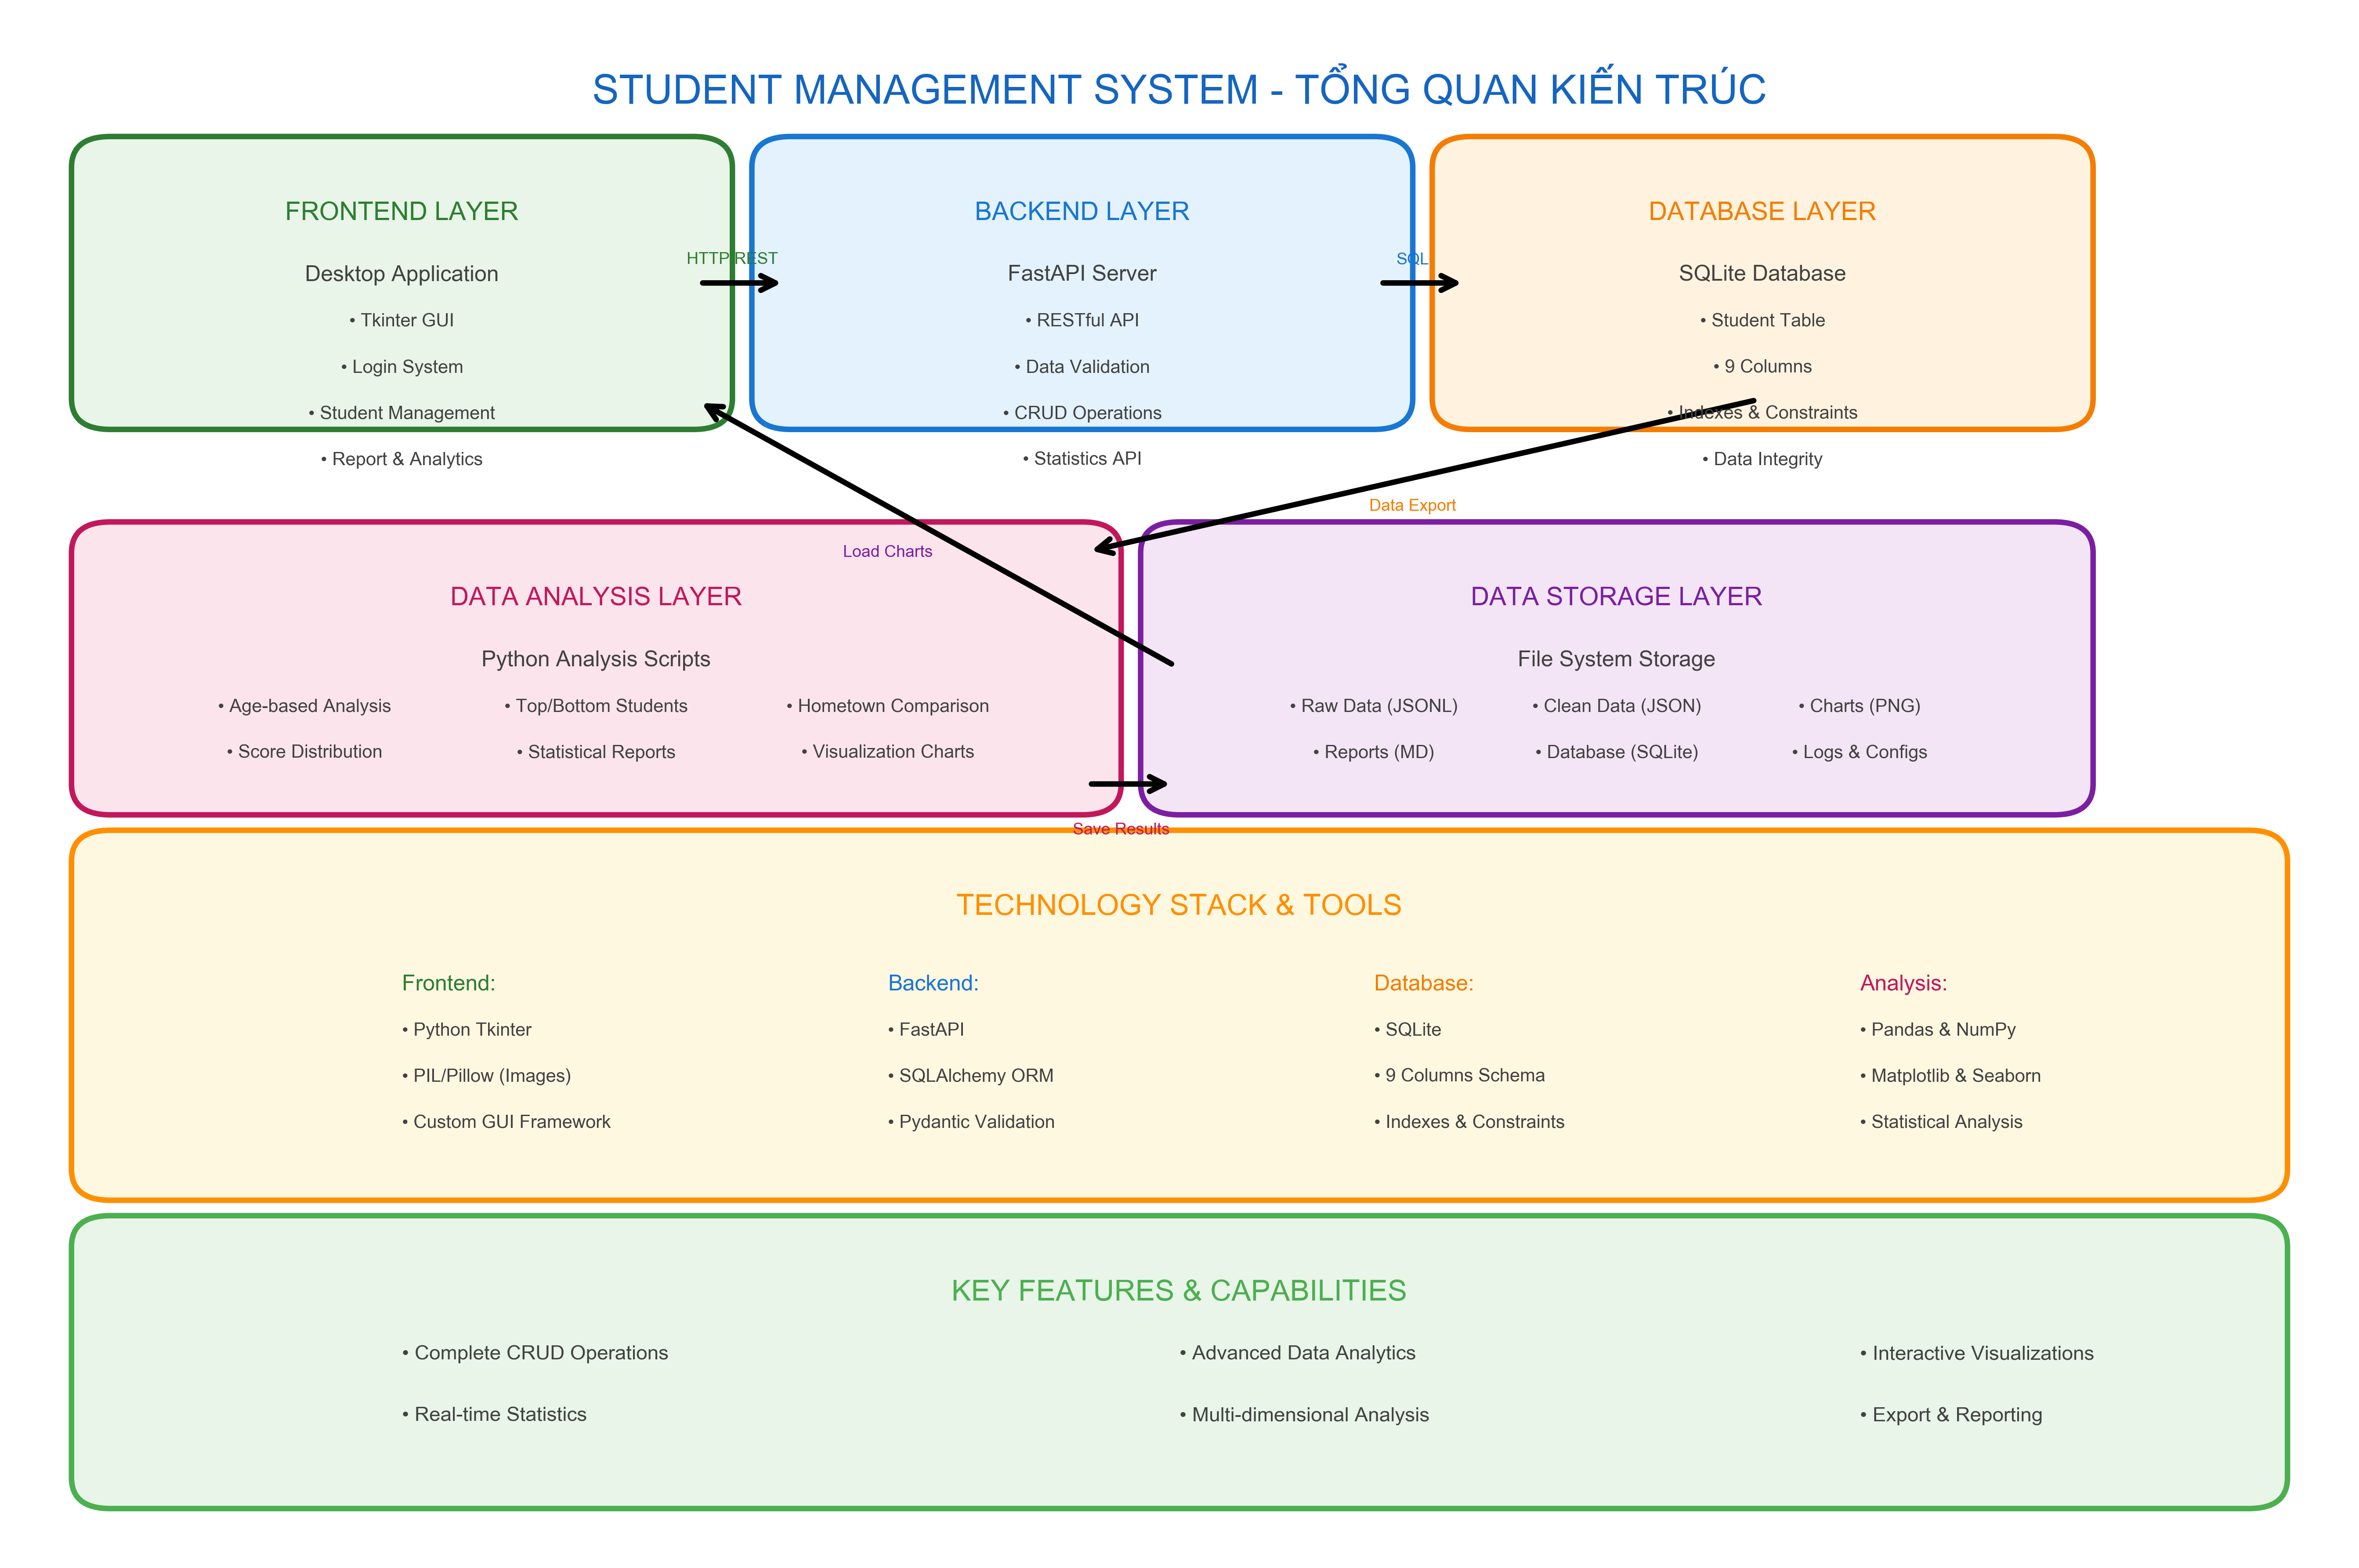 STUDENT MANAGEMENT SYSTEM - TỔNG QUAN KIẾN TRÚC
FRONTEND LAYER
Desktop Application
• Tkinter GUI
• Login System
• Student Management
• Report & Analytics
HTTP/REST
BACKEND LAYER
FastAPI Server
• RESTful API
• Data Validation
• CRUD Operations
• Statistics API
SQL
DATABASE LAYER
SQLite Database
• Student Table
• 9 Columns
• Indexes & Constraints
• Data Integrity
Data Export
Load Charts
DATA ANALYSIS LAYER
Python Analysis Scripts
• Age-based Analysis
• Top/Bottom Students
• Hometown Comparison
• Score Distribution
• Statistical Reports
• Visualization Charts
DATA STORAGE LAYER
File System Storage
• Raw Data (JSONL)
• Clean Data (JSON)
• Charts (PNG)
• Reports (MD)
• Database (SQLite)
• Logs & Configs
Save Results
TECHNOLOGY STACK & TOOLS
Frontend:
• Python Tkinter
• PIL/Pillow (Images)
• Custom GUI Framework
Backend:
• FastAPI
• SQLAlchemy ORM
• Pydantic Validation
Database:
• SQLite
• 9 Columns Schema
• Indexes & Constraints
Analysis:
• Pandas & NumPy
• Matplotlib & Seaborn
• Statistical Analysis
KEY FEATURES & CAPABILITIES
• Complete CRUD Operations
• Advanced Data Analytics
• Interactive Visualizations
• Real-time Statistics
• Multi-dimensional Analysis
• Export & Reporting